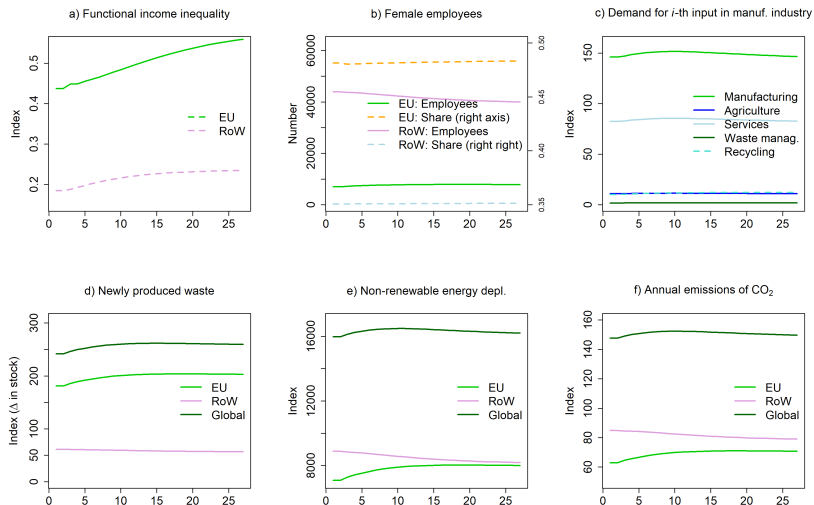 a) Functional income inequality
Index
0.2 0.3 0.4 0.5
EU
RoW
0 5 10 15 20 25
b) Female employees
Number
0 20000 40000 60000
0.35 0.40 0.45 0.50
EU: Employees
EU: Share (right axis)
RoW: Employees
RoW: Share (right right)
0 5 10 15 20 25
c) Demand for i-th input in manuf. industry
Index
0 50 100 150
Manufacturing
Agriculture
Services
Waste manag.
Recycling
0 5 10 15 20 25
d) Newly produced waste
Index (Δ in stock)
0 50 100 200 300
EU
RoW
Global
0 5 10 15 20 25
e) Non-renewable energy depl.
Index
8000 12000 16000
EU
RoW
Global
0 5 10 15 20 25
f) Annual emissions of CO₂
Index
60 80 100 120 140 160
EU
RoW
Global
0 5 10 15 20 25